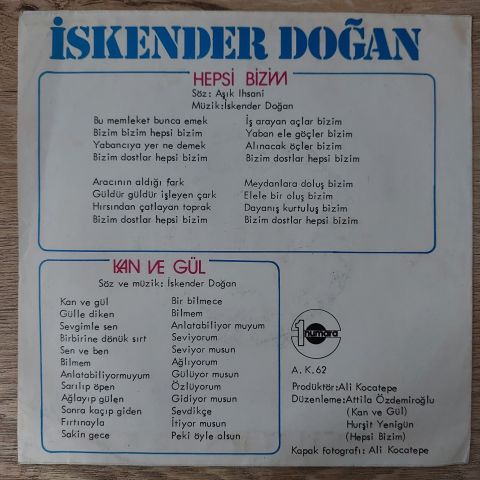 İSKENDER DOĞAN
HEPSİ BİZİM
Söz: Aşık Ihsani
Müzik:İskender Doğan
Bu memleket bunca emek
Bizim bizim hepsi bizim
Yabancıya yer ne demek
Bizim dostlar hepsi bizim
Aracının aldığı fark
Güldür güldür işleyen çark
Hırsından çatlayan toprak
Bizim dostlar hepsi bizim
İş arayan açlar bizim
Yaban ele göçler bizim
Alınacak öçler bizim
Bizim dostlar hepsi bizim
Meydanlara doluş bizim
Elele bir oluş bizim
Dayanış kurtuluş bizim
Bizim dostlar hepsi bizim
KAN VE GÜL
Söz ve müzik: İskender Doğan
Kan ve gül
Gülle diken
Sevgimle sen
Birbirine dönük sırt
Sen ve ben
Bilmem
Anlatabiliyormuyum
Sarılıp öpen
Ağlayıp gülen
Sonra kaçıp giden
Fırtınayla
Sakin gece
Bir bilmece
Bilmem
Anlatabiliyor muyum
Seviyorum
Seviyor musun
Ağlıyorum
Gülüyor musun
Özlüyorum
Gidiyor musun
Sevdikçe
İtiyor musun
Peki öyle olsun
1 numara
A. K. 62
Prodüktör: Ali Kocatepe
Düzenleme:Attila Özdemiroğlu
(Kan ve Gül)
Hurşit Yenigün
(Hepsi Bizim)
Kapak fotoğrafı: Ali Kocatepe